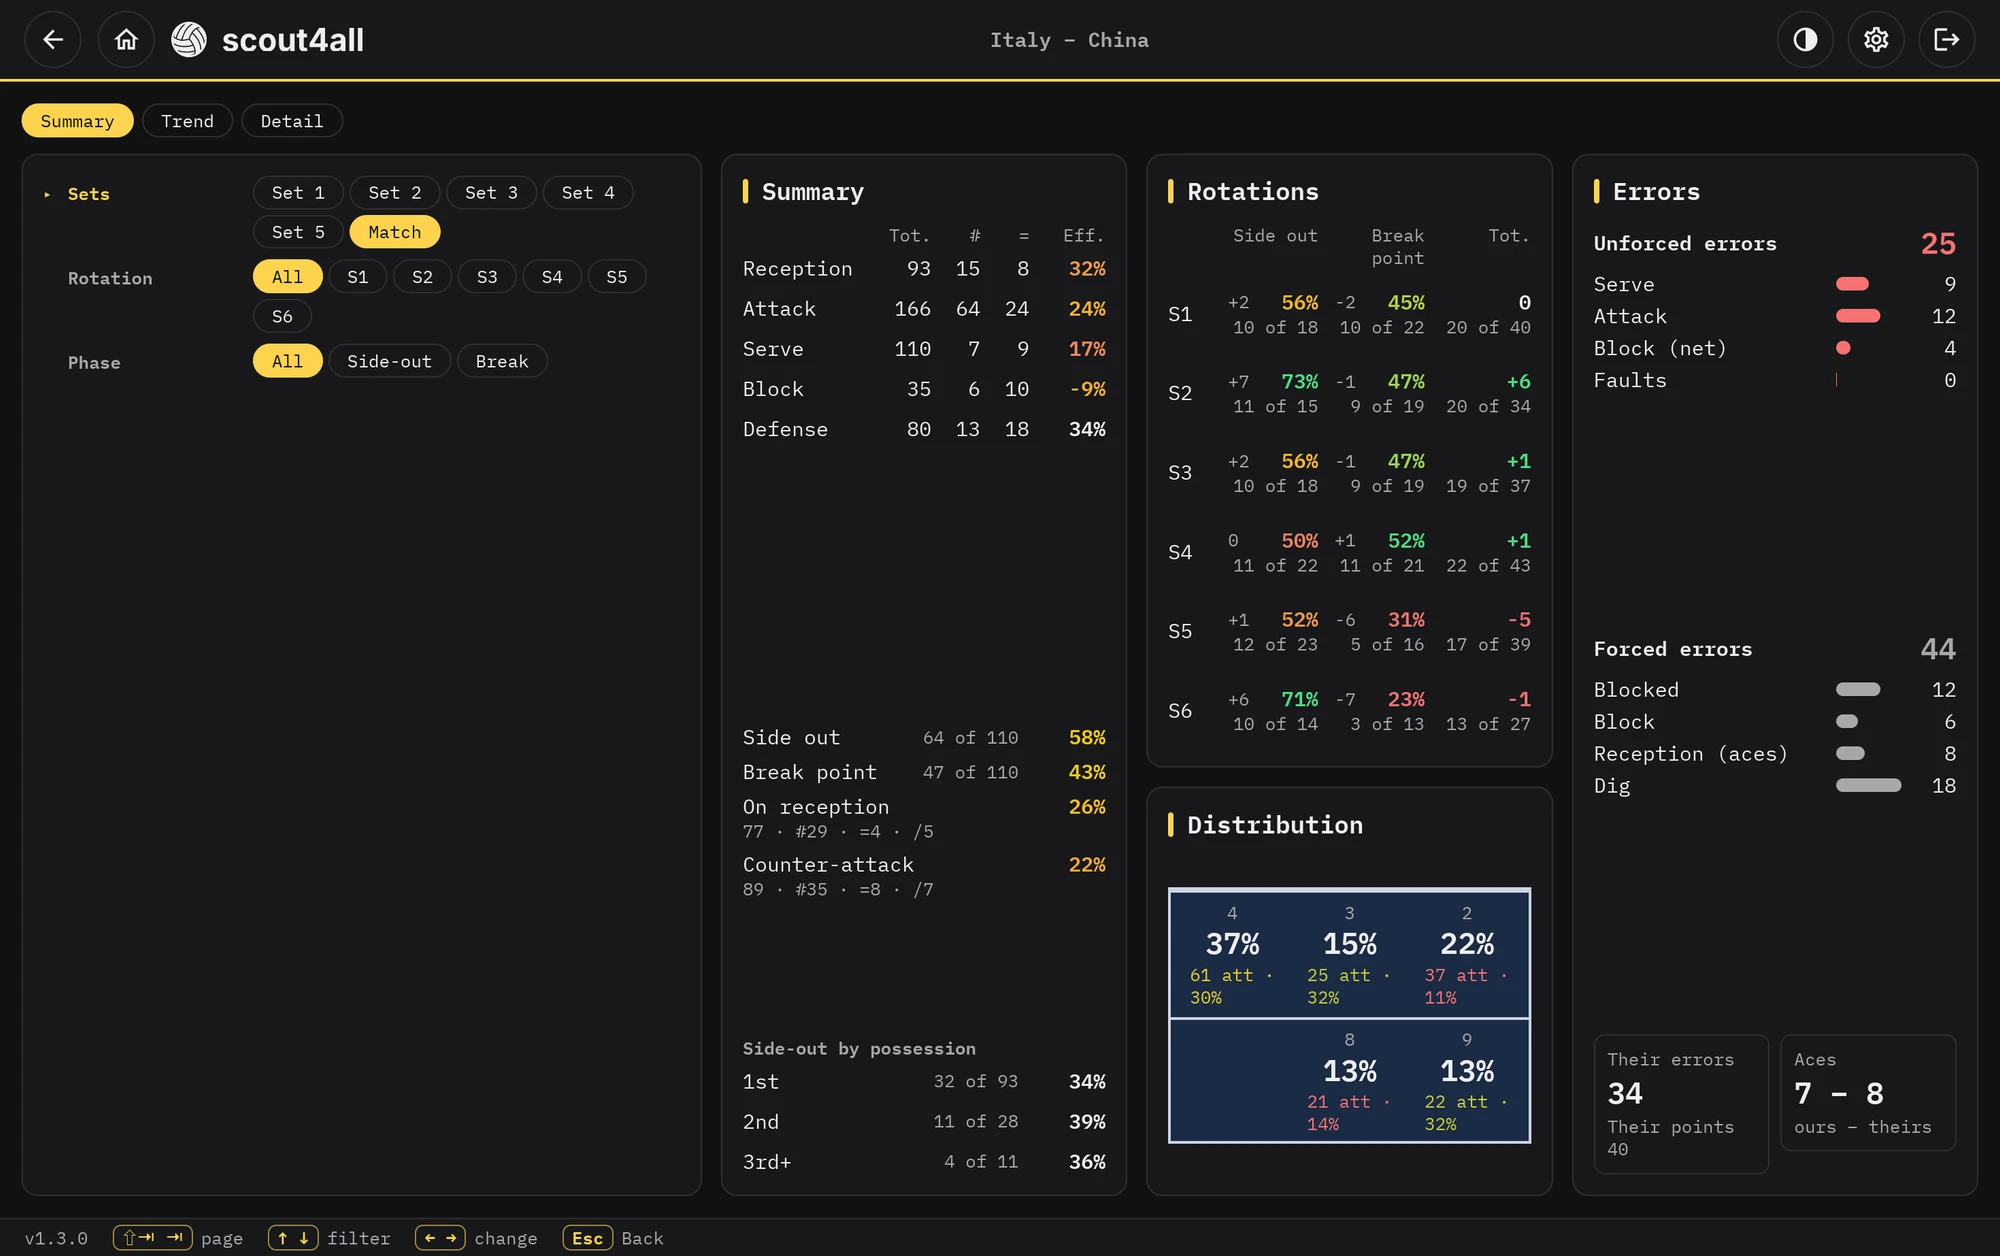 scout4all
Italy – China
Summary Trend Detail
▸ Sets
Set 1 Set 2 Set 3 Set 4
Set 5 Match
Rotation
All S1 S2 S3 S4 S5
S6
Phase
All Side-out Break
Summary
Tot. # = Eff.
Reception 93 15 8 32%
Attack 166 64 24 24%
Serve 110 7 9 17%
Block 35 6 10 -9%
Defense 80 13 18 34%
Side out 64 of 110 58%
Break point 47 of 110 43%
On reception 26%
77 · #29 · =4 · /5
Counter-attack 22%
89 · #35 · =8 · /7
Side-out by possession
1st 32 of 93 34%
2nd 11 of 28 39%
3rd+ 4 of 11 36%
Rotations
Side out Break point Tot.
S1 +2 56% -2 45% 0
10 of 18 10 of 22 20 of 40
S2 +7 73% -1 47% +6
11 of 15 9 of 19 20 of 34
S3 +2 56% -1 47% +1
10 of 18 9 of 19 19 of 37
S4 0 50% +1 52% +1
11 of 22 11 of 21 22 of 43
S5 +1 52% -6 31% -5
12 of 23 5 of 16 17 of 39
S6 +6 71% -7 23% -1
10 of 14 3 of 13 13 of 27
Distribution
4 3 2
37% 15% 22%
61 att · 25 att · 37 att ·
30% 32% 11%
8 9
13% 13%
21 att · 22 att ·
14% 32%
Errors
Unforced errors 25
Serve 9
Attack 12
Block (net) 4
Faults 0
Forced errors 44
Blocked 12
Block 6
Reception (aces) 8
Dig 18
Their errors
34
Their points
40
Aces
7 – 8
ours – theirs
v1.3.0 ⇧⇥ ⇥ page ↑ ↓ filter ← → change Esc Back